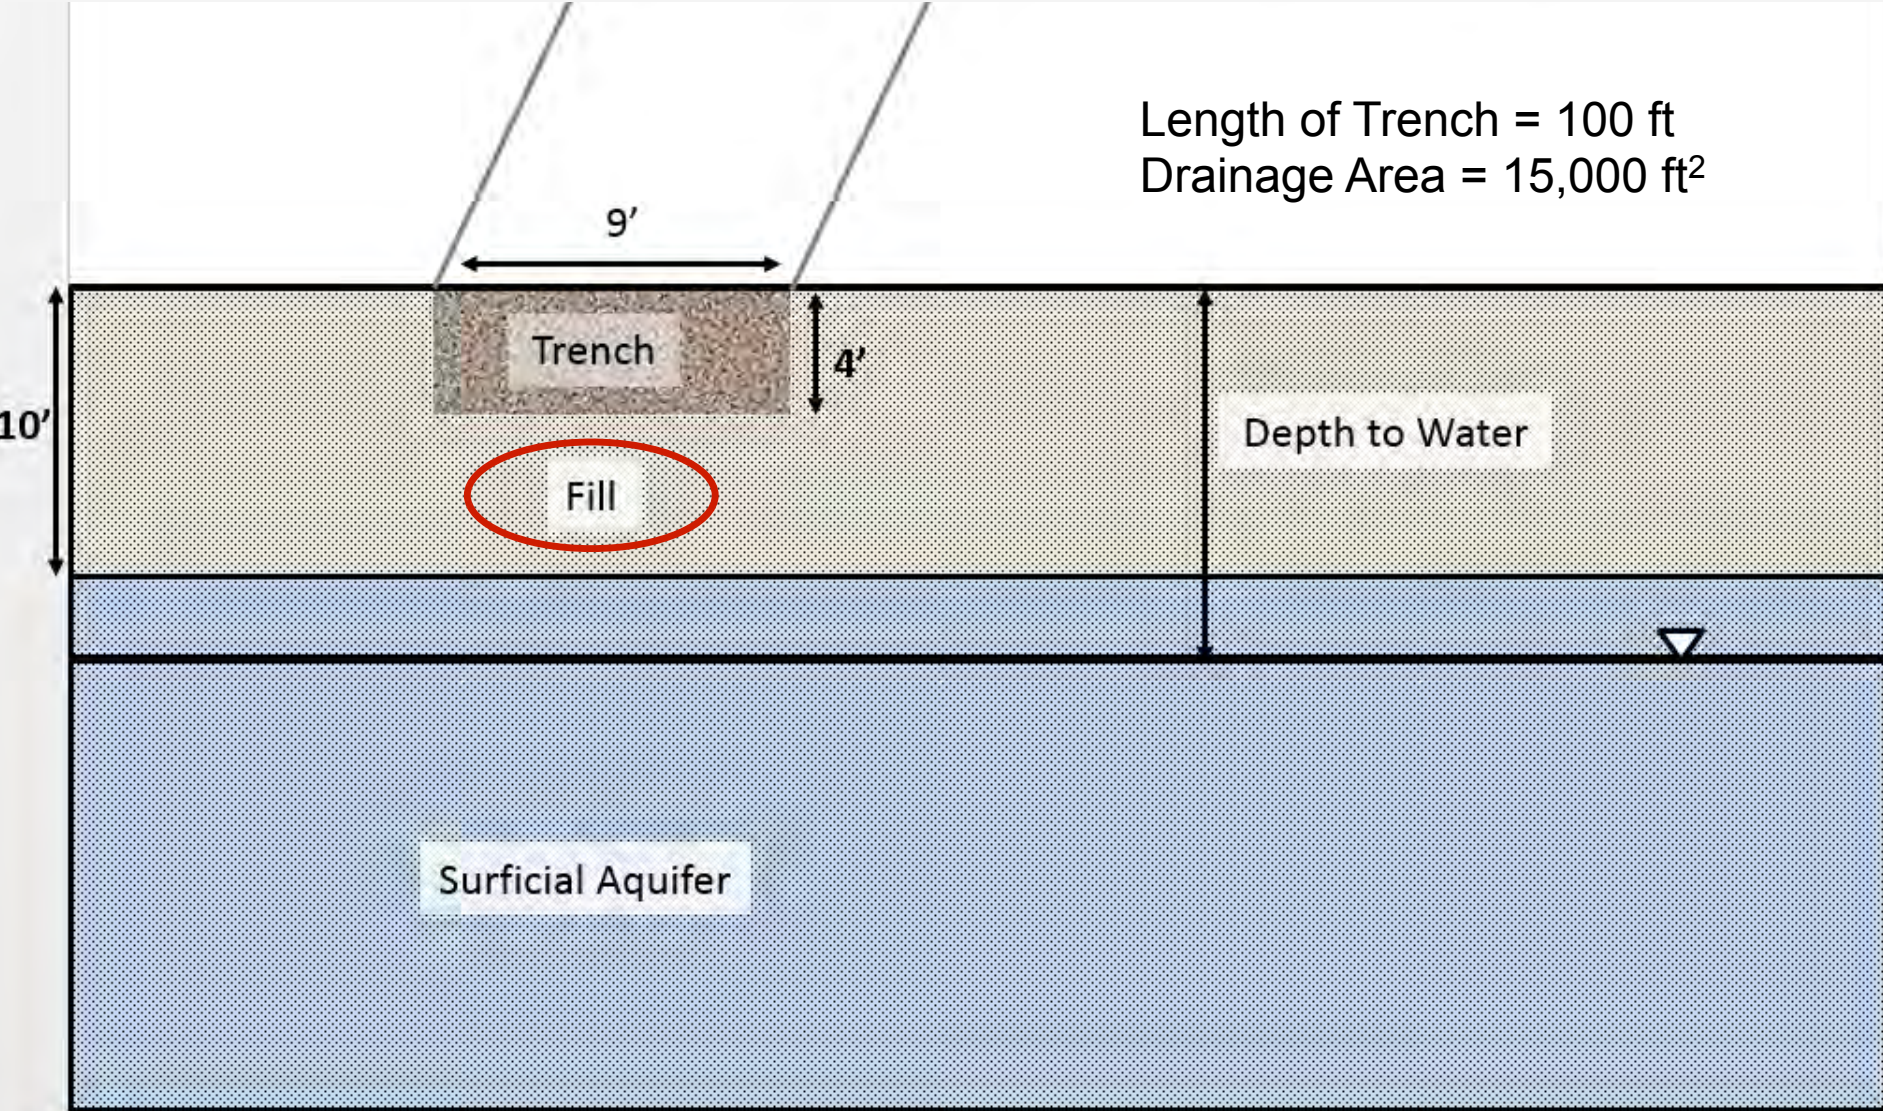 Length of Trench = 100 ft
Drainage Area = 15,000 ft²
9’
Trench
4’
10’
Depth to Water
Fill
Surficial Aquifer